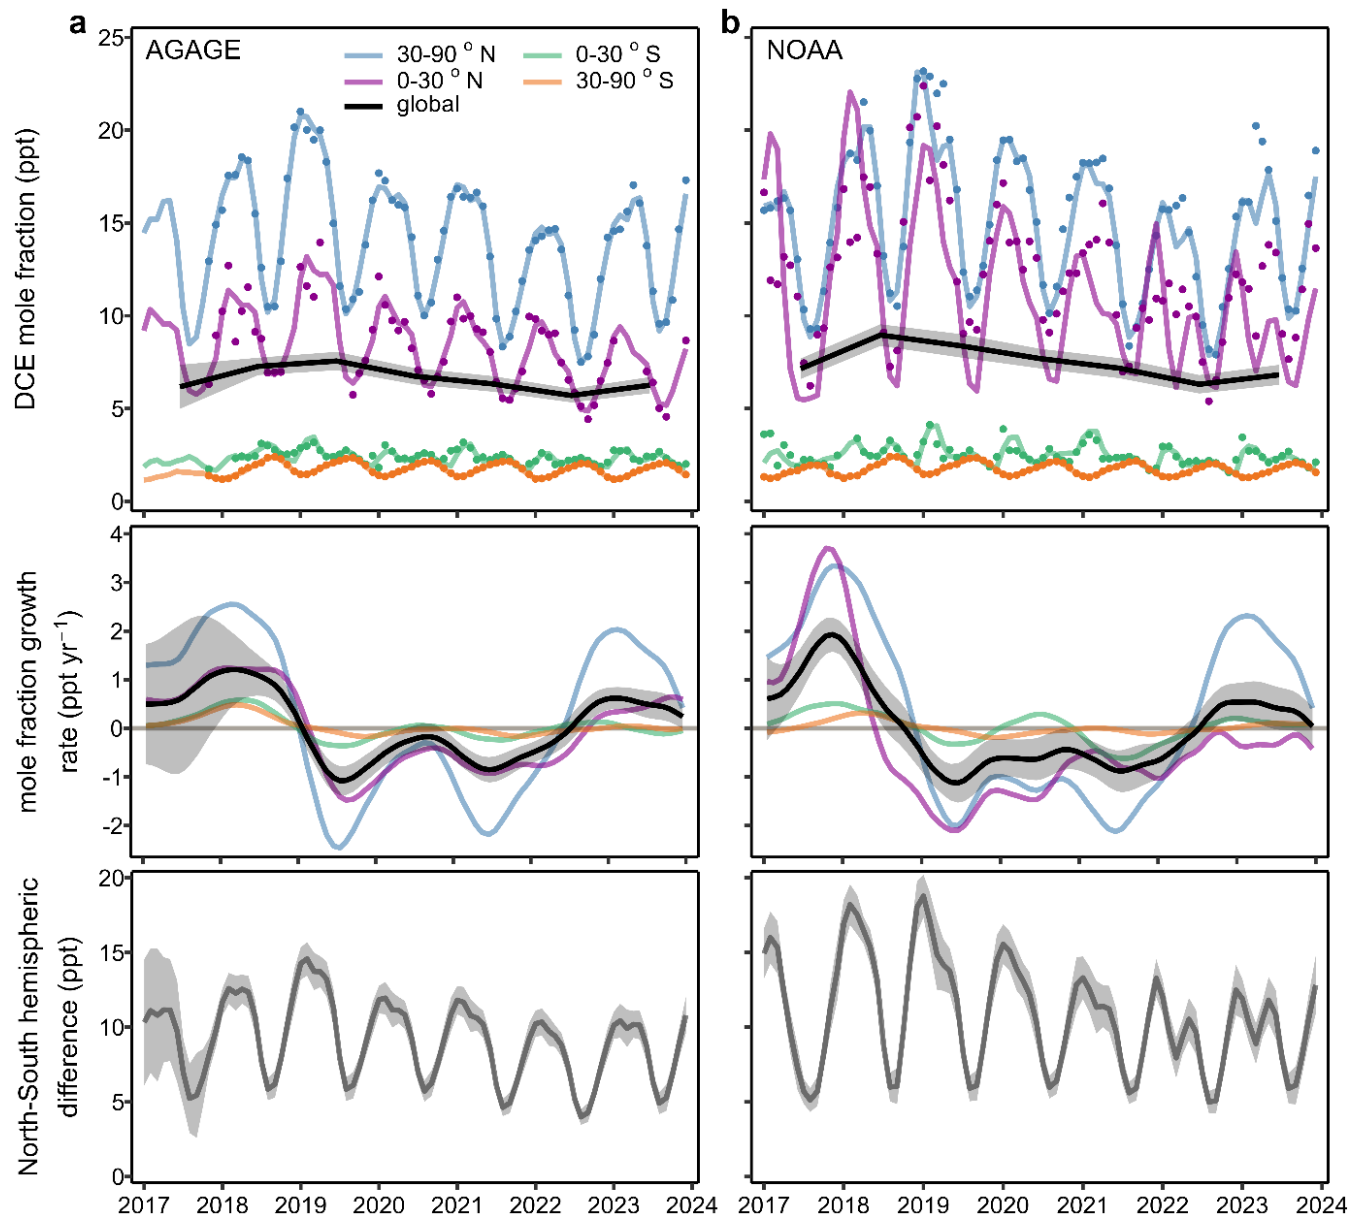 a
b
AGAGE
30-90 ° N
0-30 ° S
0-30 ° N
30-90 ° S
global
NOAA
DCE mole fraction (ppt)
25
20
15
10
5
0
mole fraction growth
rate (ppt yr⁻¹)
4
3
2
1
0
-1
-2
North-South hemispheric
difference (ppt)
20
15
10
5
0
2017 2018 2019 2020 2021 2022 2023 2024
2017 2018 2019 2020 2021 2022 2023 2024